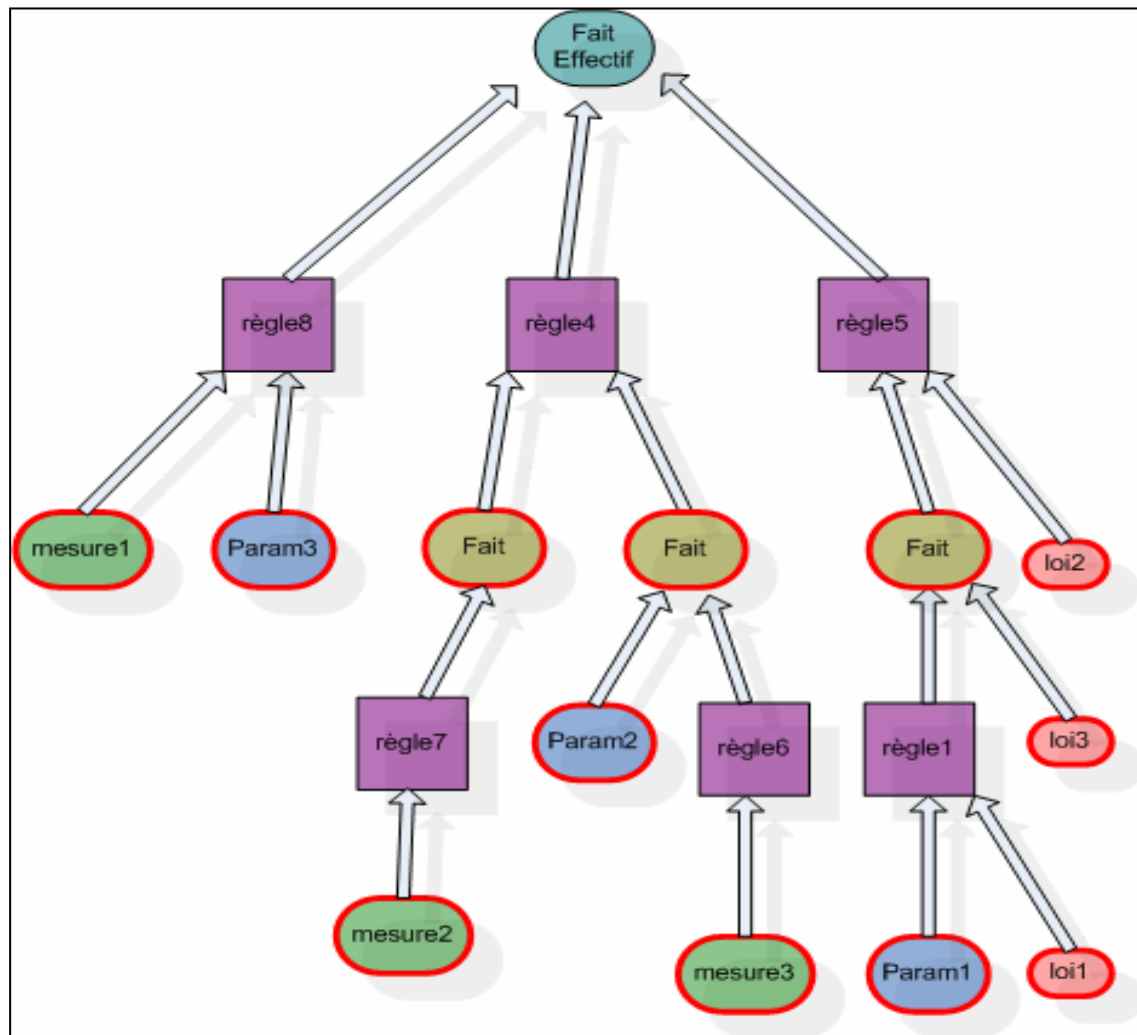 Fait
Effectif
règle8
règle4
règle5
mesure1
Param3
Fait
Fait
Fait
loi2
règle7
Param2
règle6
règle1
loi3
mesure2
mesure3
Param1
loi1